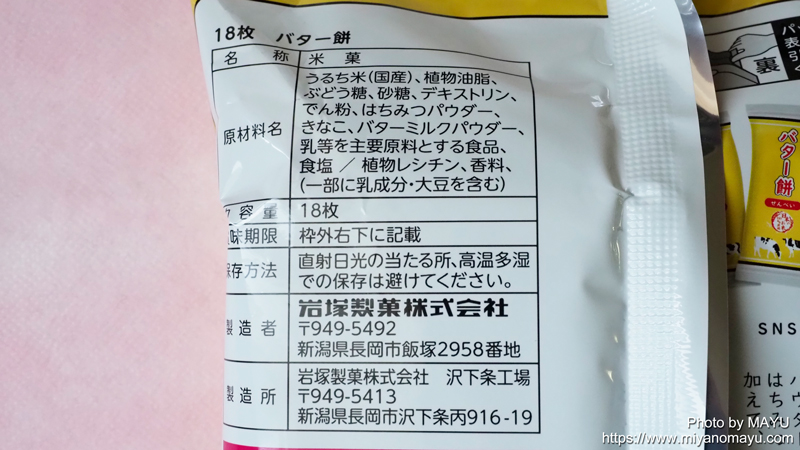 18枚 バター餅
名 称 米 菓
原材料名 うるち米(国産)、植物油脂、
ぶどう糖、砂糖、デキストリン、
でん粉、はちみつパウダー、
きなこ、バターミルクパウダー、
乳等を主要原料とする食品、
食塩 ／ 植物レシチン、香料、
(一部に乳成分・大豆を含む)
容 量 18枚
味期限 枠外右下に記載
保存方法 直射日光の当たる所、高温多湿
での保存は避けてください。
製 造 者 岩塚製菓株式会社
〒949-5492
新潟県長岡市飯塚2958番地
製 造 所 岩塚製菓株式会社 沢下条工場
〒949-5413
新潟県長岡市沢下条丙916-19
裏
バター餅
せんべい
SNS
Photo by MAYU
https://www.miyanomayu.com/